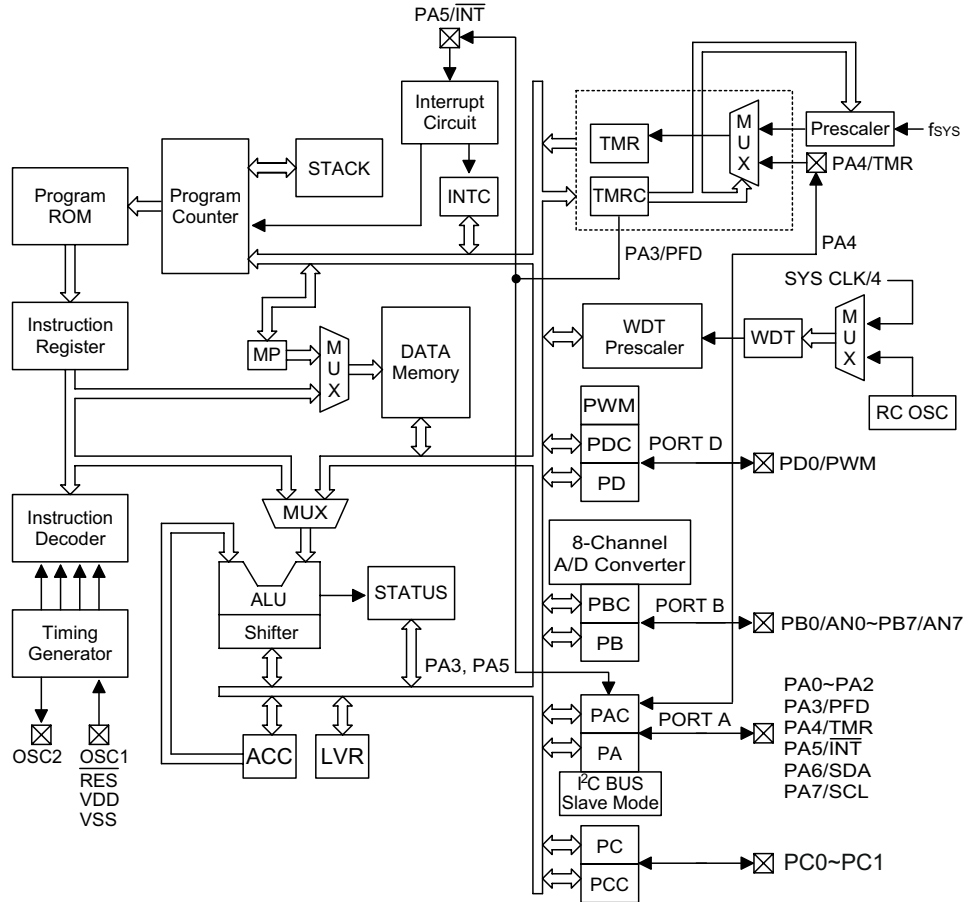 PA5/INT
Interrupt
Circuit
STACK
Program
Counter
Program
ROM
INTC
TMR
TMRC
MUX
Prescaler
fSYS
PA4/TMR
PA3/PFD
PA4
SYS CLK/4
Instruction
Register
MP
MUX
DATA
Memory
WDT
Prescaler
WDT
MUX
RC OSC
PWM
PDC
PD
PORT D
PD0/PWM
Instruction
Decoder
MUX
ALU
Shifter
STATUS
8-Channel
A/D Converter
PBC
PB
PORT B
PB0/AN0~PB7/AN7
Timing
Generator
PA3, PA5
OSC2
OSC1
RES
VDD
VSS
ACC
LVR
PAC
PA
PORT A
I²C BUS
Slave Mode
PA0~PA2
PA3/PFD
PA4/TMR
PA5/INT
PA6/SDA
PA7/SCL
PC
PCC
PC0~PC1